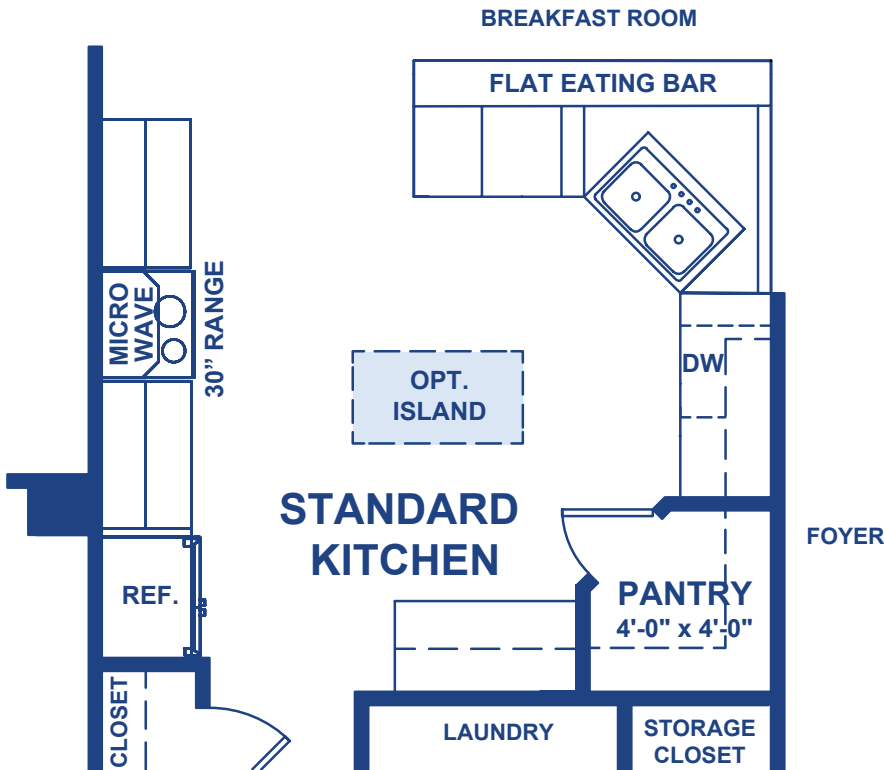 BREAKFAST ROOM
FLAT EATING BAR
MICRO
WAVE
30” RANGE
DW
OPT.
ISLAND
STANDARD
KITCHEN
FOYER
REF.
PANTRY
4'-0" x 4'-0"
CLOSET
LAUNDRY
STORAGE
CLOSET